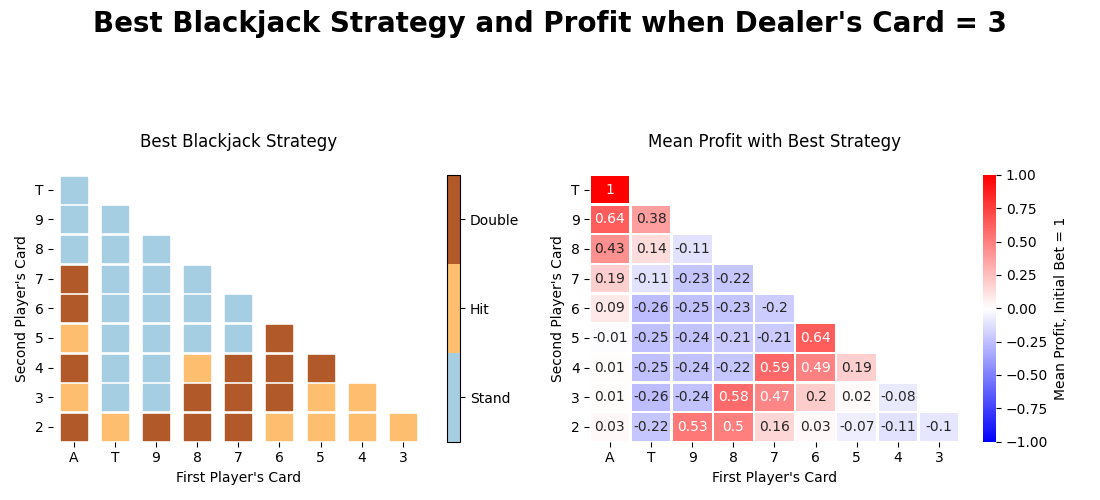 Best Blackjack Strategy and Profit when Dealer's Card = 3
Best Blackjack Strategy
Second Player's Card
T
9
8
7
6
5
4
3
2
A T 9 8 7 6 5 4 3
First Player's Card
Double
Hit
Stand
Mean Profit with Best Strategy
Second Player's Card
T 1
9 0.64 0.38
8 0.43 0.14 -0.11
7 0.19 -0.11 -0.23 -0.22
6 0.09 -0.26 -0.25 -0.23 -0.2
5 -0.01 -0.25 -0.24 -0.21 -0.21 0.64
4 0.01 -0.25 -0.24 -0.22 0.59 0.49 0.19
3 0.01 -0.26 -0.24 0.58 0.47 0.2 0.02 -0.08
2 0.03 -0.22 0.53 0.5 0.16 0.03 -0.07 -0.11 -0.1
A T 9 8 7 6 5 4 3
First Player's Card
1.00
0.75
0.50
0.25
0.00
−0.25
−0.50
−0.75
−1.00
Mean Profit, Initial Bet = 1